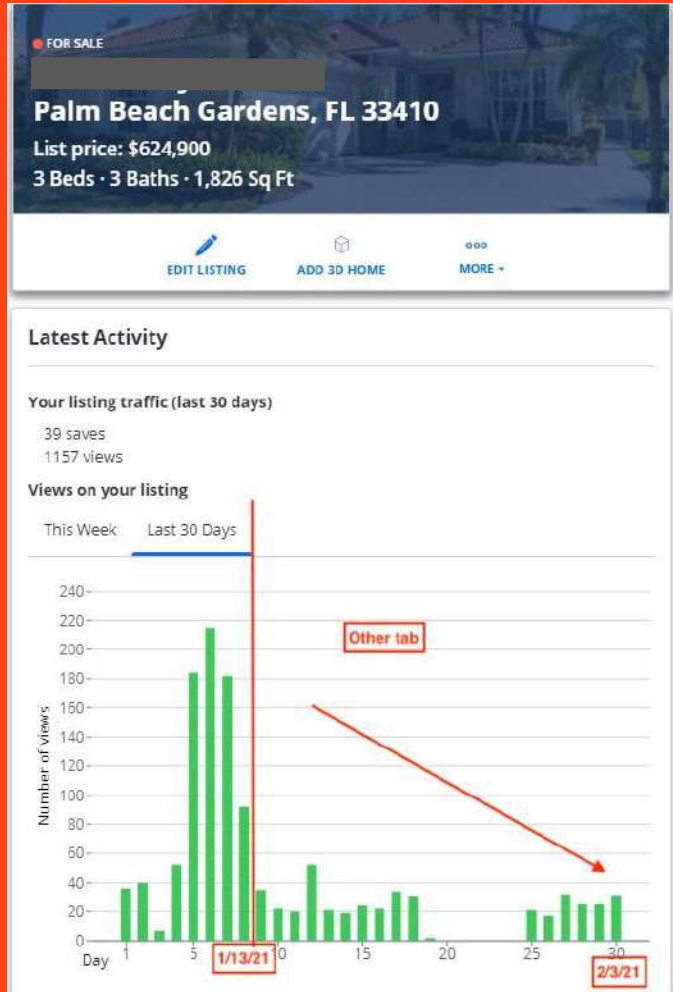 FOR SALE
Palm Beach Gardens, FL 33410
List price: $624,900
3 Beds · 3 Baths · 1,826 Sq Ft
EDIT LISTING
ADD 3D HOME
MORE
Latest Activity
Your listing traffic (last 30 days)
39 saves
1157 views
Views on your listing
This Week
Last 30 Days
Number of views
240
220
200
180
160
140
120
100
80
60
40
20
0
Other tab
Day
1
5
10
15
20
25
30
1/13/21
2/3/21